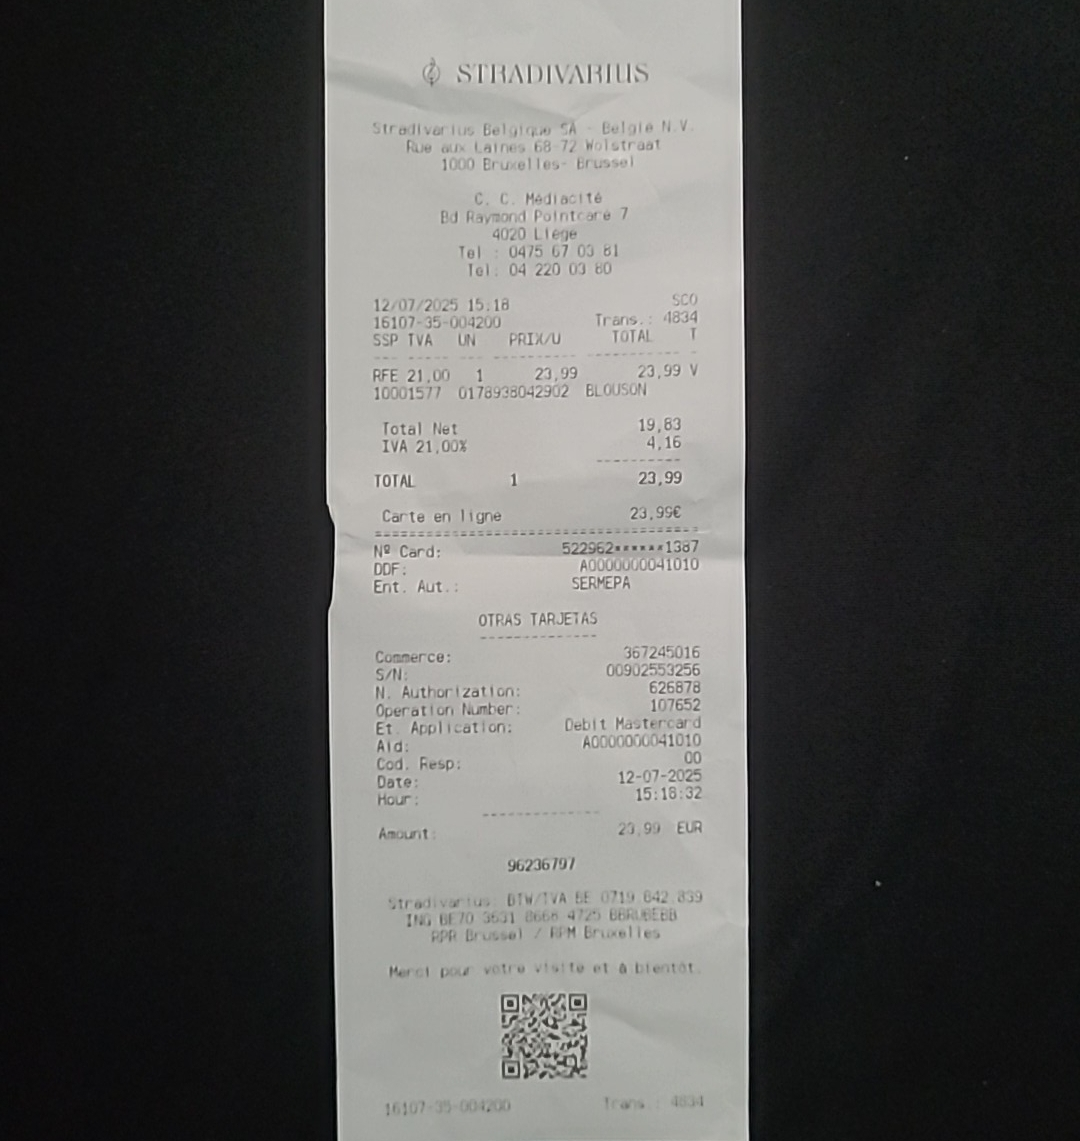 STRADIVARIUS
Stradivarius Belgique SA - Belgie N.V.
Rue aux Laines 68-72 Wolstraat
1000 Bruxelles- Brussel
C. C. Médiacité
Bd Raymond Pointcaré 7
4020 Liege
Tel : 0475 67 03 81
Tel: 04 220 03 80
12/07/2025 15:18 SCO
16107-35-004200 Trans.: 4834
SSP TVA UN PRIX/U TOTAL T
--- ----- --- -------- -------- -
RFE 21,00 1 23,99 23,99 V
10001577 0178938042902 BLOUSON
Total Net 19,83
IVA 21,00% 4,16
----------
TOTAL 1 23,99
Carte en ligne 23,99€
======================================
Nº Card: 522962******1387
DDF: A0000000041010
Ent. Aut.: SERMEPA
OTRAS TARJETAS
--------------
Commerce: 367245016
S/N: 00902553256
N. Authorization: 626878
Operation Number: 107652
Et. Application: Debit Mastercard
Aid: A0000000041010
Cod. Resp: 00
Date: 12-07-2025
Hour: 15:18:32
--------------
Amount: 23,99 EUR
96236797
Stradivarius: BTW/TVA BE 0719.842.839
ING BE70 3631 8668 4725 BBRUBEBB
RPR Brussel / RPM Bruxelles
Merci pour votre visite et à bientôt.
16107-35-004200 Trans.: 4834